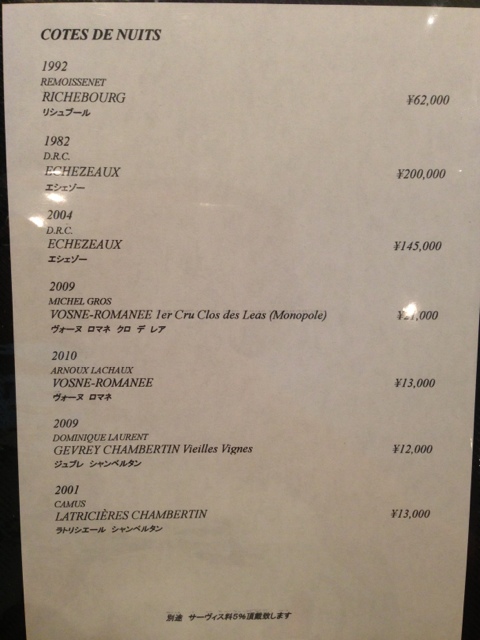 COTES DE NUITS
1992
REMOISSENET
RICHEBOURG ¥62,000
リシュブール
1982
D.R.C.
ECHEZEAUX ¥200,000
エシェゾー
2004
D.R.C.
ECHEZEAUX ¥145,000
エシェゾー
2009
MICHEL GROS
VOSNE-ROMANEE 1er Cru Clos des Leas (Monopole)
ヴォーヌ ロマネ クロ デ レア
2010
ARNOUX LACHAUX
VOSNE-ROMANEE ¥13,000
ヴォーヌ ロマネ
2009
DOMINIQUE LAURENT
GEVREY CHAMBERTIN Vieilles Vignes ¥12,000
ジュブレ シャンベルタン
2001
CAMUS
LATRICIÈRES CHAMBERTIN ¥13,000
ラトリシエール シャンベルタン
別途 サーヴィス料5%頂戴致します